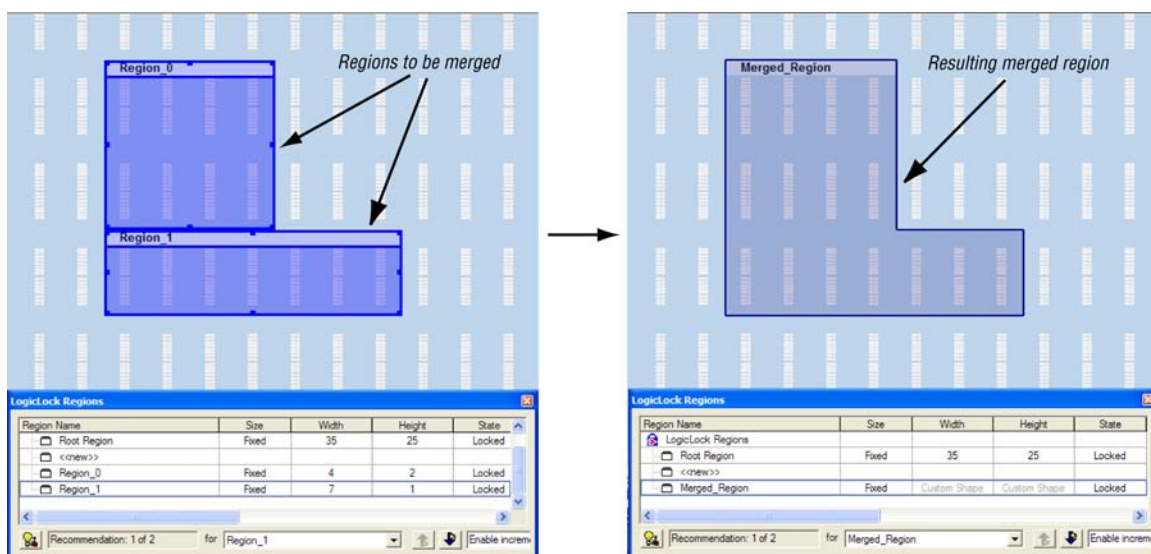 Region_0
Regions to be merged
Region_1
LogicLock Regions
Region Name Size Width Height State
Root Region Fixed 35 25 Locked
<<new>>
Region_0 Fixed 4 2 Locked
Region_1 Fixed 7 1 Locked
Recommendation: 1 of 2 for Region_1 Enable increm
Merged_Region
Resulting merged region
LogicLock Regions
Region Name Size Width Height State
LogicLock Regions
Root Region Fixed 35 25 Locked
<<new>>
Merged_Region Fixed Custom Shape Custom Shape Locked
Recommendation: 1 of 2 for Merged_Region Enable increm